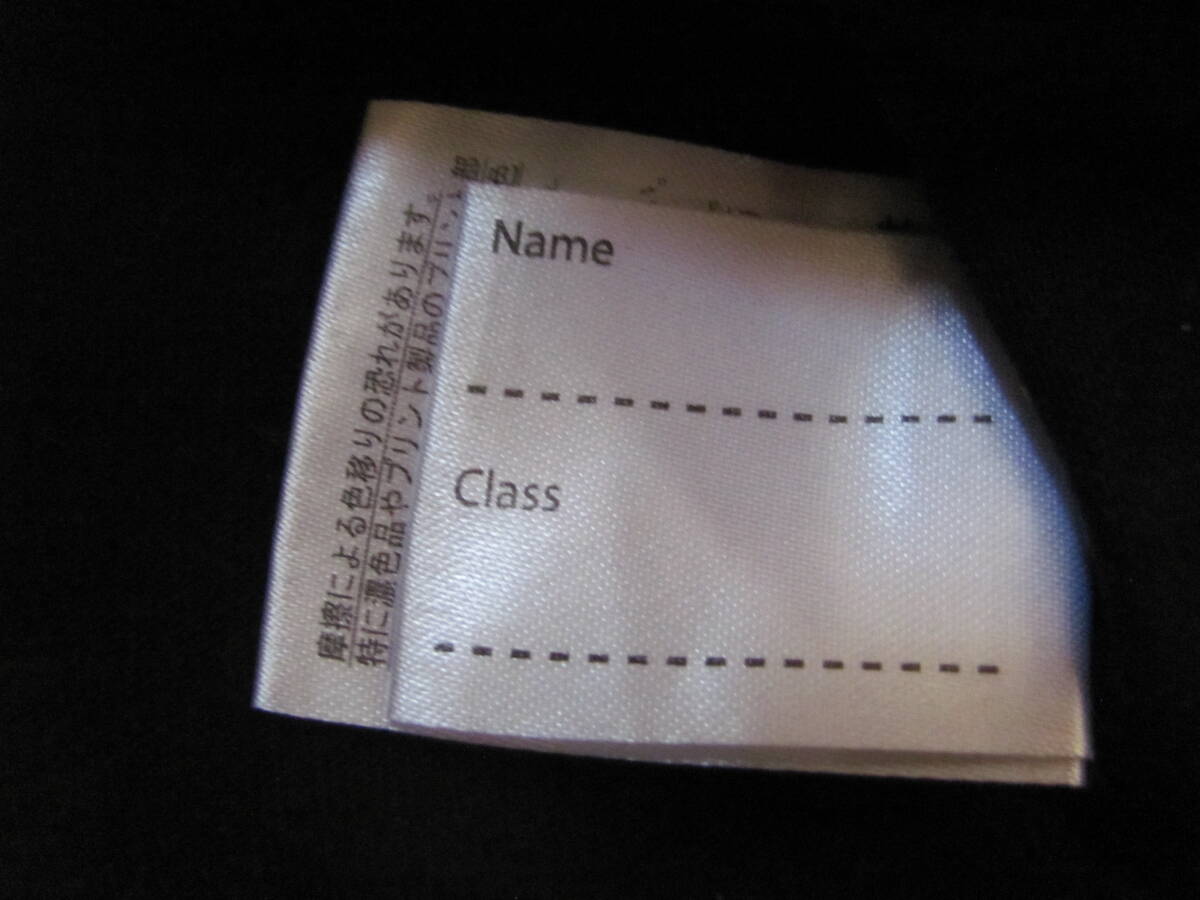 Name
Class
摩擦による色移りの恐れがあります。
特に濃色品やプリント製品のプリント